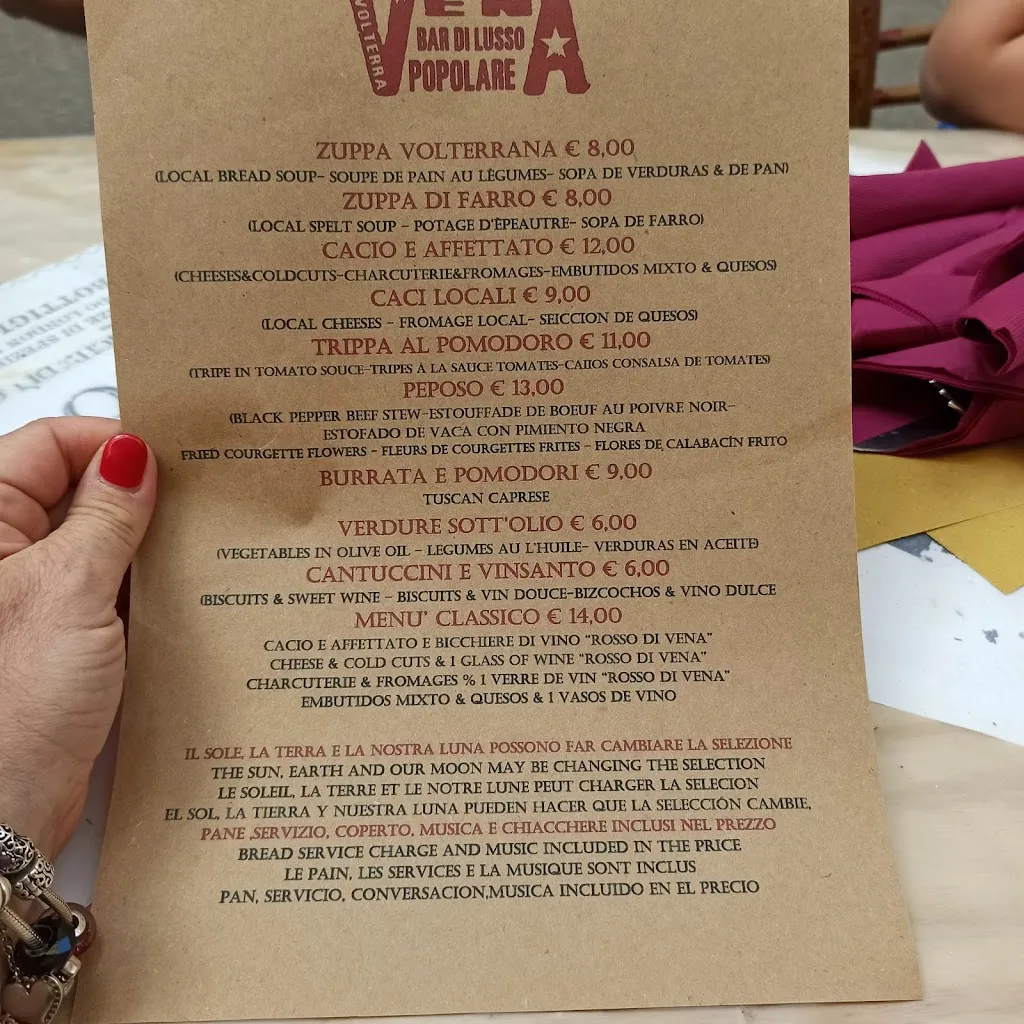 VOLTERRA
VENA
BAR DI LUSSO
POPOLARE
ZUPPA VOLTERRANA € 8,00
(LOCAL BREAD SOUP- SOUPE DE PAIN AU LÈGUMES- SOPA DE VERDURAS & DE PAN)
ZUPPA DI FARRO € 8,00
(LOCAL SPELT SOUP - POTAGE D'ÈPEAUTRE- SOPA DE FARRO)
CACIO E AFFETTATO € 12,00
(CHEESES&COLDCUTS-CHARCUTERIE&FROMAGES-EMBUTIDOS MIXTO & QUESOS)
CACI LOCALI € 9,00
(LOCAL CHEESES - FROMAGE LOCAL- SEICCION DE QUESOS)
TRIPPA AL POMODORO € 11,00
(TRIPE IN TOMATO SOUCE-TRIPES À LA SAUCE TOMATES-CAIIOS CONSALSA DE TOMATES)
PEPOSO € 13,00
(BLACK PEPPER BEEF STEW-ESTOUFFADE DE BOEUF AU POIVRE NOIR-
ESTOFADO DE VACA CON PIMIENTO NEGRA
FRIED COURGETTE FLOWERS - FLEURS DE COURGETTES FRITES - FLORES DE CALABACÍN FRITO
BURRATA E POMODORI € 9,00
TUSCAN CAPRESE
VERDURE SOTT'OLIO € 6,00
(VEGETABLES IN OLIVE OIL - LEGUMES AU L'HUILE- VERDURAS EN ACEITE)
CANTUCCINI E VINSANTO € 6,00
(BISCUITS & SWEET WINE - BISCUITS & VIN DOUCE-BIZCOCHOS & VINO DULCE
MENU' CLASSICO € 14,00
CACIO E AFFETTATO E BICCHIERE DI VINO "ROSSO DI VENA"
CHEESE & COLD CUTS & 1 GLASS OF WINE "ROSSO DI VENA"
CHARCUTERIE & FROMAGES % 1 VERRE DE VIN "ROSSO DI VENA"
EMBUTIDOS MIXTO & QUESOS & 1 VASOS DE VINO
IL SOLE, LA TERRA E LA NOSTRA LUNA POSSONO FAR CAMBIARE LA SELEZIONE
THE SUN, EARTH AND OUR MOON MAY BE CHANGING THE SELECTION
LE SOLEIL, LA TERRE ET LE NOTRE LUNE PEUT CHARGER LA SELECION
EL SOL, LA TIERRA Y NUESTRA LUNA PUEDEN HACER QUE LA SELECCIÓN CAMBIE,
PANE ,SERVIZIO, COPERTO, MUSICA E CHIACCHERE INCLUSI NEL PREZZO
BREAD SERVICE CHARGE AND MUSIC INCLUDED IN THE PRICE
LE PAIN, LES SERVICES E LA MUSIQUE SONT INCLUS
PAN, SERVICIO, CONVERSACION,MUSICA INCLUIDO EN EL PRECIO